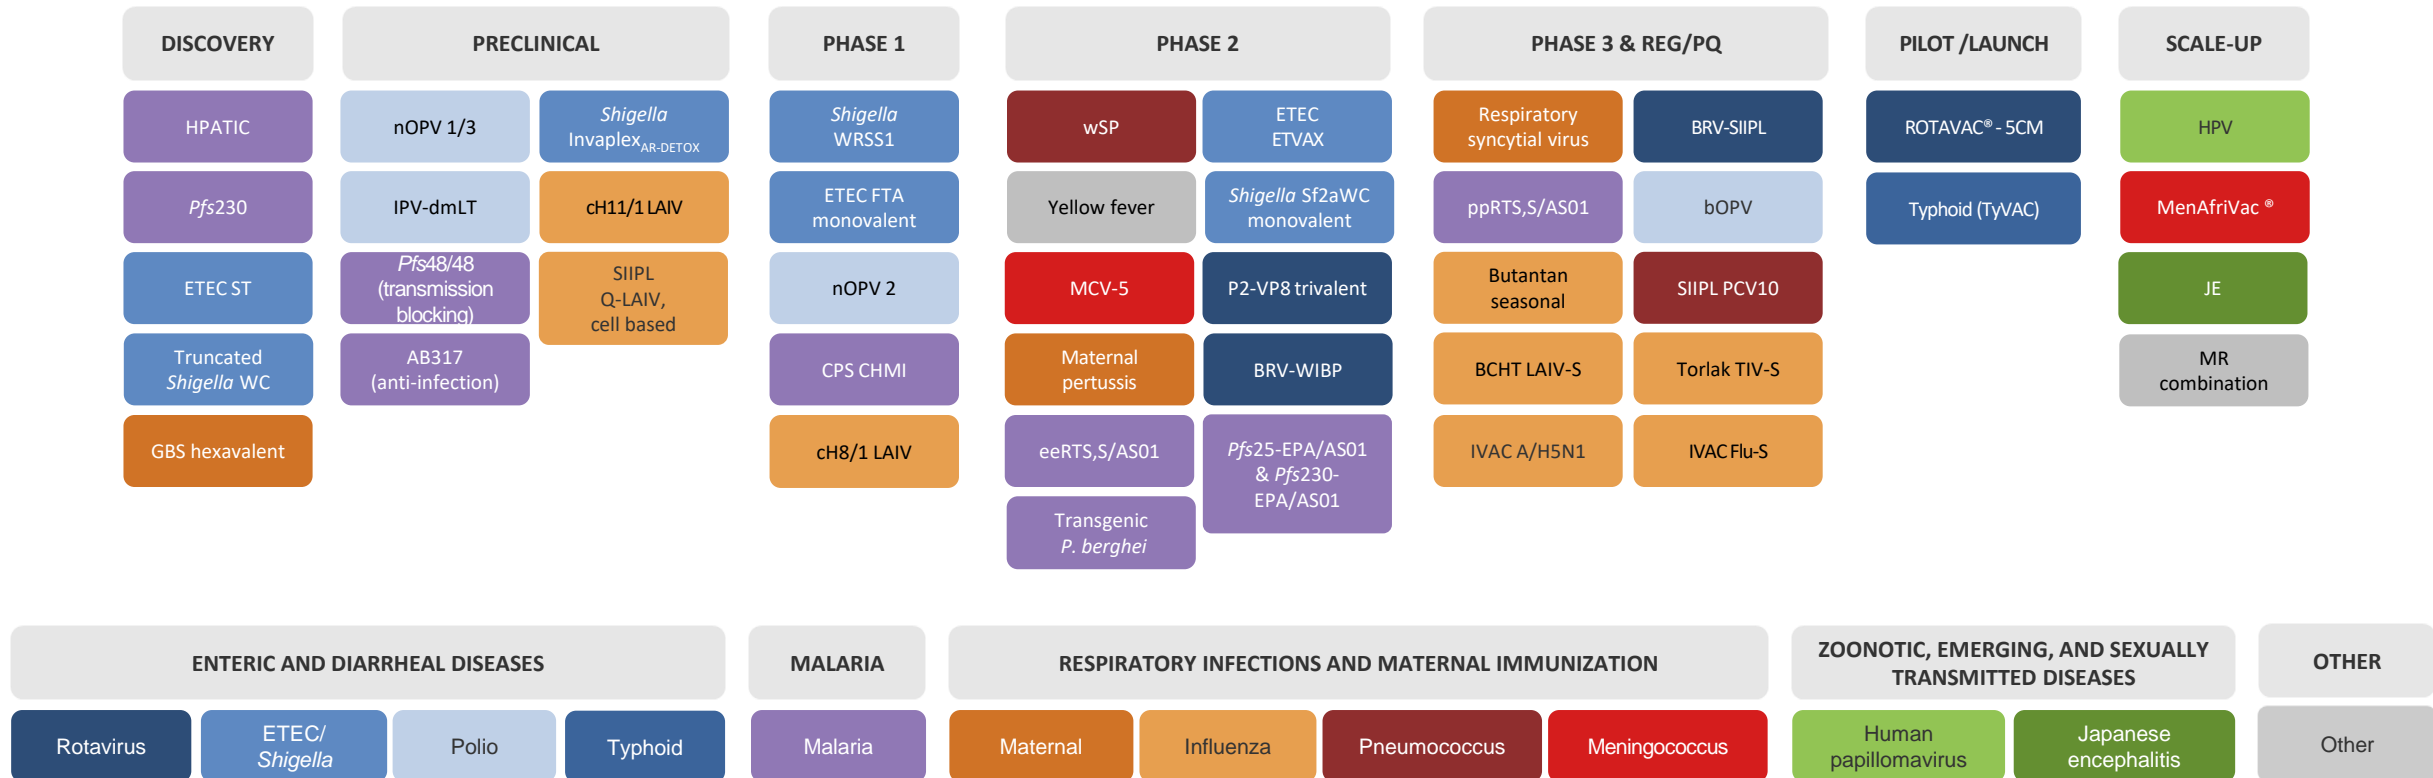 DISCOVERY
PRECLINICAL
PHASE 1
PHASE 2
PHASE 3 & REG/PQ
PILOT /LAUNCH
SCALE-UP
HPATIC
Pfs230
ETEC ST
Truncated
Shigella WC
GBS hexavalent
nOPV 1/3
IPV-dmLT
Pfs48/48
(transmission
blocking)
AB317
(anti-infection)
Shigella
InvaplexAR-DETOX
cH11/1 LAIV
SIIPL
Q-LAIV,
cell based
Shigella
WRSS1
ETEC FTA
monovalent
nOPV 2
CPS CHMI
cH8/1 LAIV
wSP
Yellow fever
MCV-5
Maternal
pertussis
eeRTS,S/AS01
Transgenic
P. berghei
ETEC
ETVAX
Shigella Sf2aWC
monovalent
P2-VP8 trivalent
BRV-WIBP
Pfs25-EPA/AS01
& Pfs230-
EPA/AS01
Respiratory
syncytial virus
ppRTS,S/AS01
Butantan
seasonal
BCHT LAIV-S
IVAC A/H5N1
BRV-SIIPL
bOPV
SIIPL PCV10
Torlak TIV-S
IVAC Flu-S
ROTAVAC® - 5CM
Typhoid (TyVAC)
HPV
MenAfriVac ®
JE
MR
combination
ENTERIC AND DIARRHEAL DISEASES
MALARIA
RESPIRATORY INFECTIONS AND MATERNAL IMMUNIZATION
ZOONOTIC, EMERGING, AND SEXUALLY
TRANSMITTED DISEASES
OTHER
Rotavirus
ETEC/
Shigella
Polio
Typhoid
Malaria
Maternal
Influenza
Pneumococcus
Meningococcus
Human
papillomavirus
Japanese
encephalitis
Other